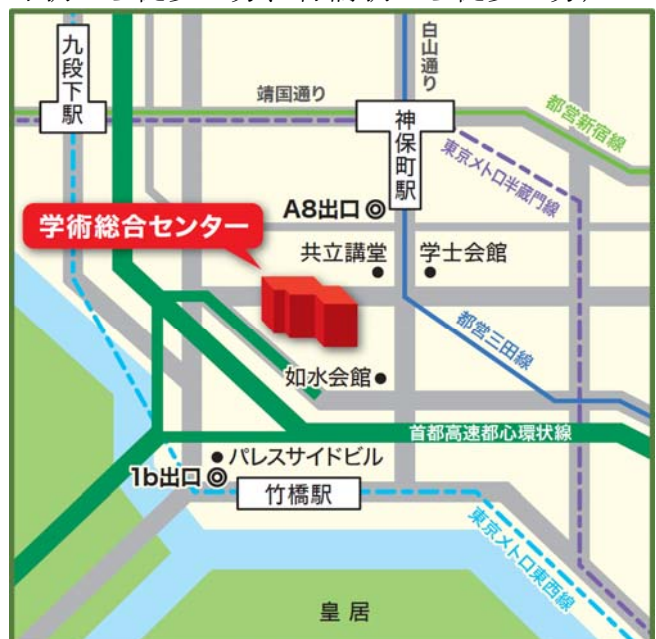 九段下駅
白山通り
靖国通り
神保町駅
都営新宿線
東京メトロ半蔵門線
A8出口
学術総合センター
共立講堂
学士会館
都営三田線
如水会館
首都高速都心環状線
パレスサイドビル
1b出口
竹橋駅
東京メトロ東西線
皇居